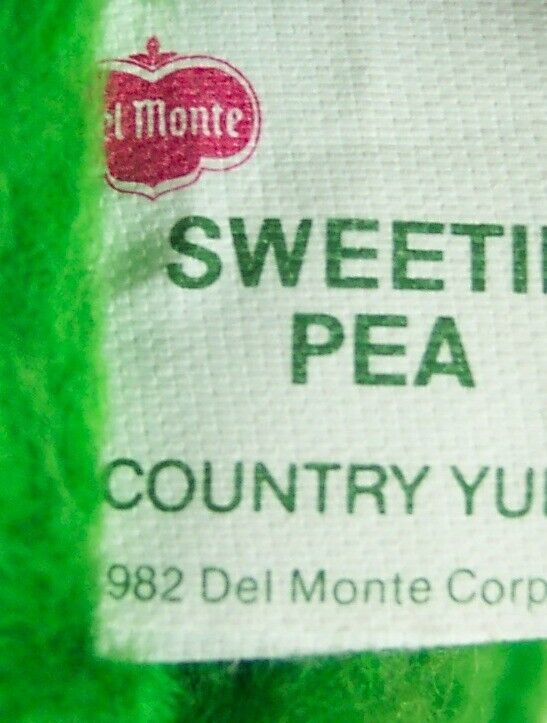 el Monte
SWEETI
PEA
COUNTRY YU
982 Del Monte Corp